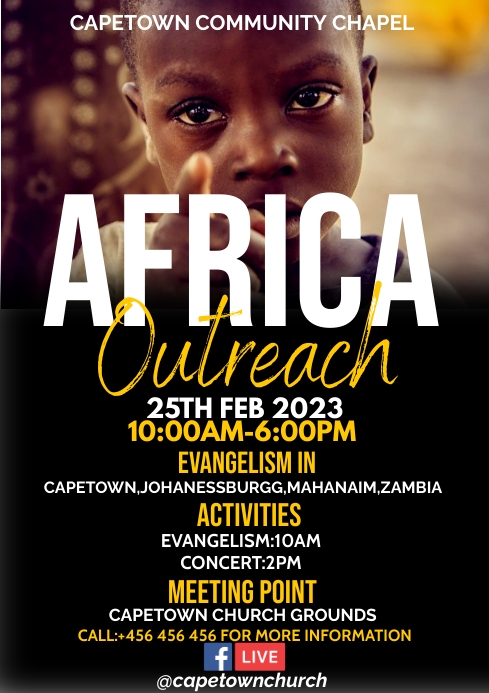 CAPETOWN COMMUNITY CHAPEL
AFRICA
Outreach
25TH FEB 2023
10:00AM-6:00PM
EVANGELISM IN
CAPETOWN,JOHANESSBURGG,MAHANAIM,ZAMBIA
ACTIVITIES
EVANGELISM:10AM
CONCERT:2PM
MEETING POINT
CAPETOWN CHURCH GROUNDS
CALL:+456 456 456 FOR MORE INFORMATION
f LIVE
@capetownchurch